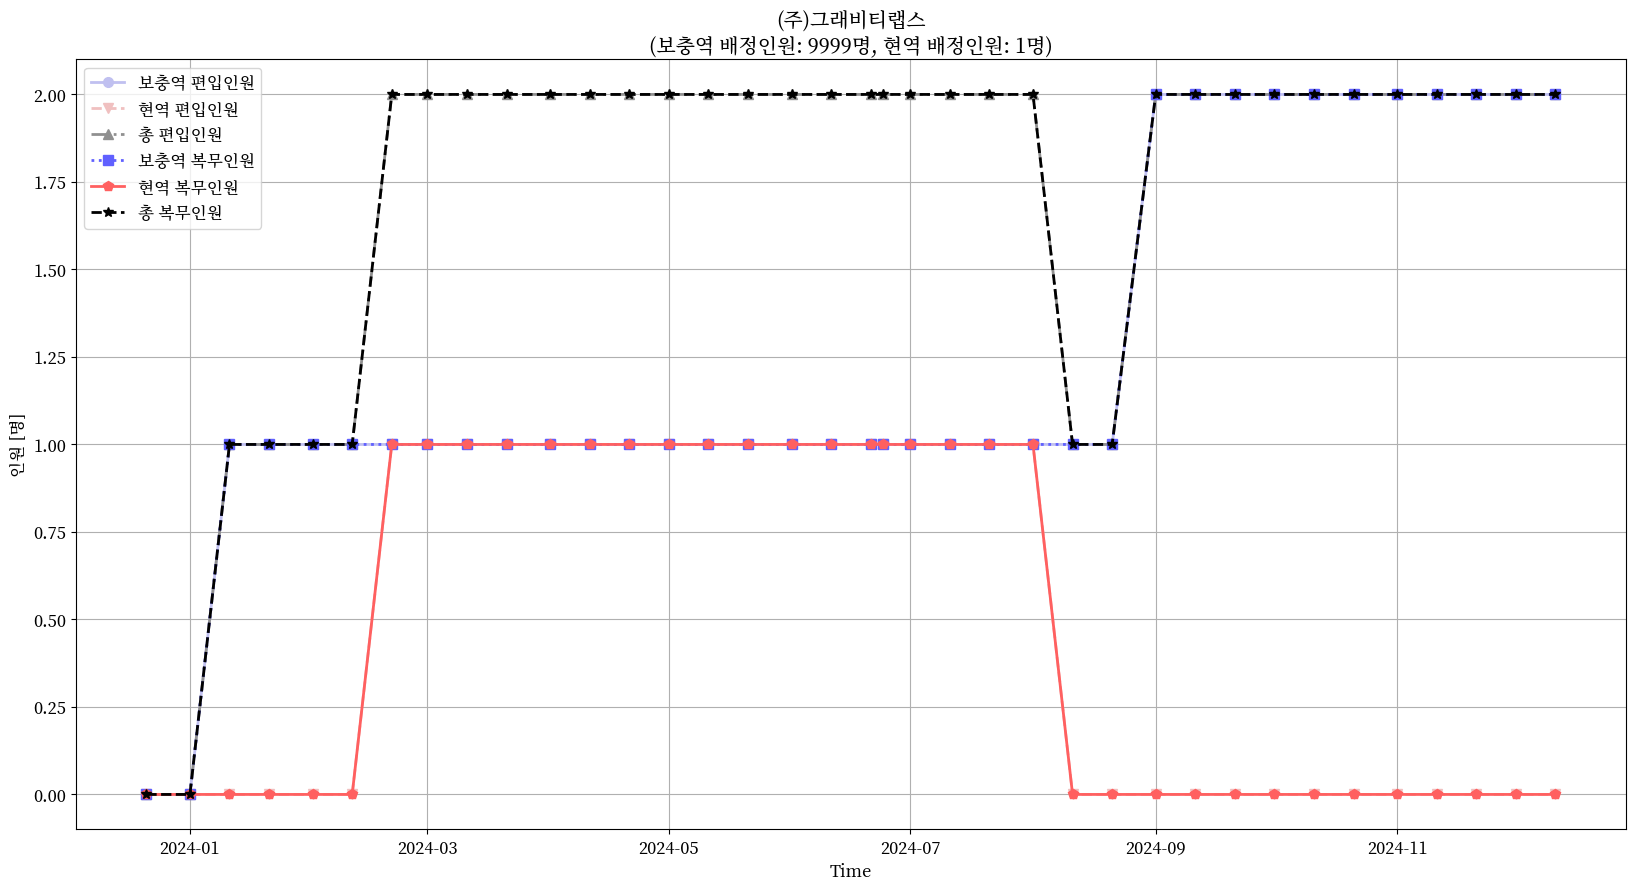 (주)그래비티랩스
(보충역 배정인원: 9999명, 현역 배정인원: 1명)
보충역 편입인원
현역 편입인원
총 편입인원
보충역 복무인원
현역 복무인원
총 복무인원
2.00
1.75
1.50
1.25
1.00
0.75
0.50
0.25
0.00
인원 [명]
2024-01
2024-03
2024-05
2024-07
2024-09
2024-11
Time